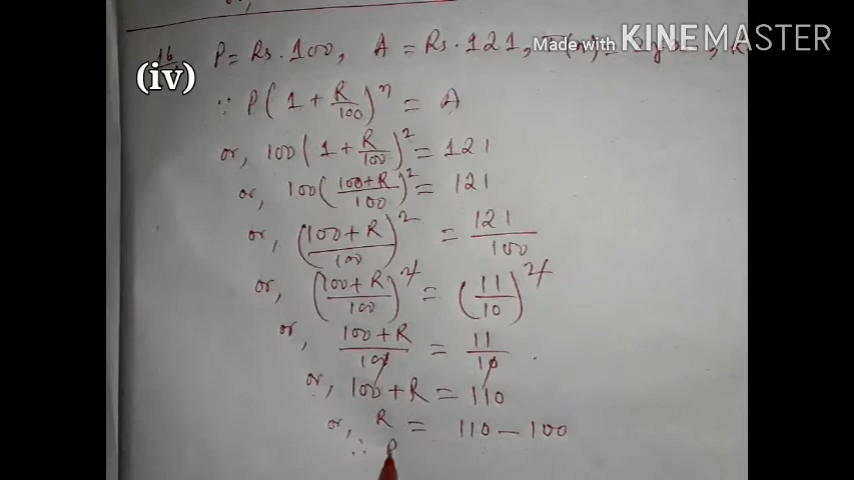 16 P = Rs. 100, A = Rs. 121,
Made with KINEMASTER
(iv)
∵ P(1 + R/100)^n = A
or, 100(1 + R/100)^2 = 121
or, 100((100+R)/100)^2 = 121
or, ((100+R)/100)^2 = 121/100
or, ((100+R)/100)^2 = (11/10)^2
or, (100+R)/100 = 11/10 .
or, 100+R = 110
or, R = 110 - 100
∴